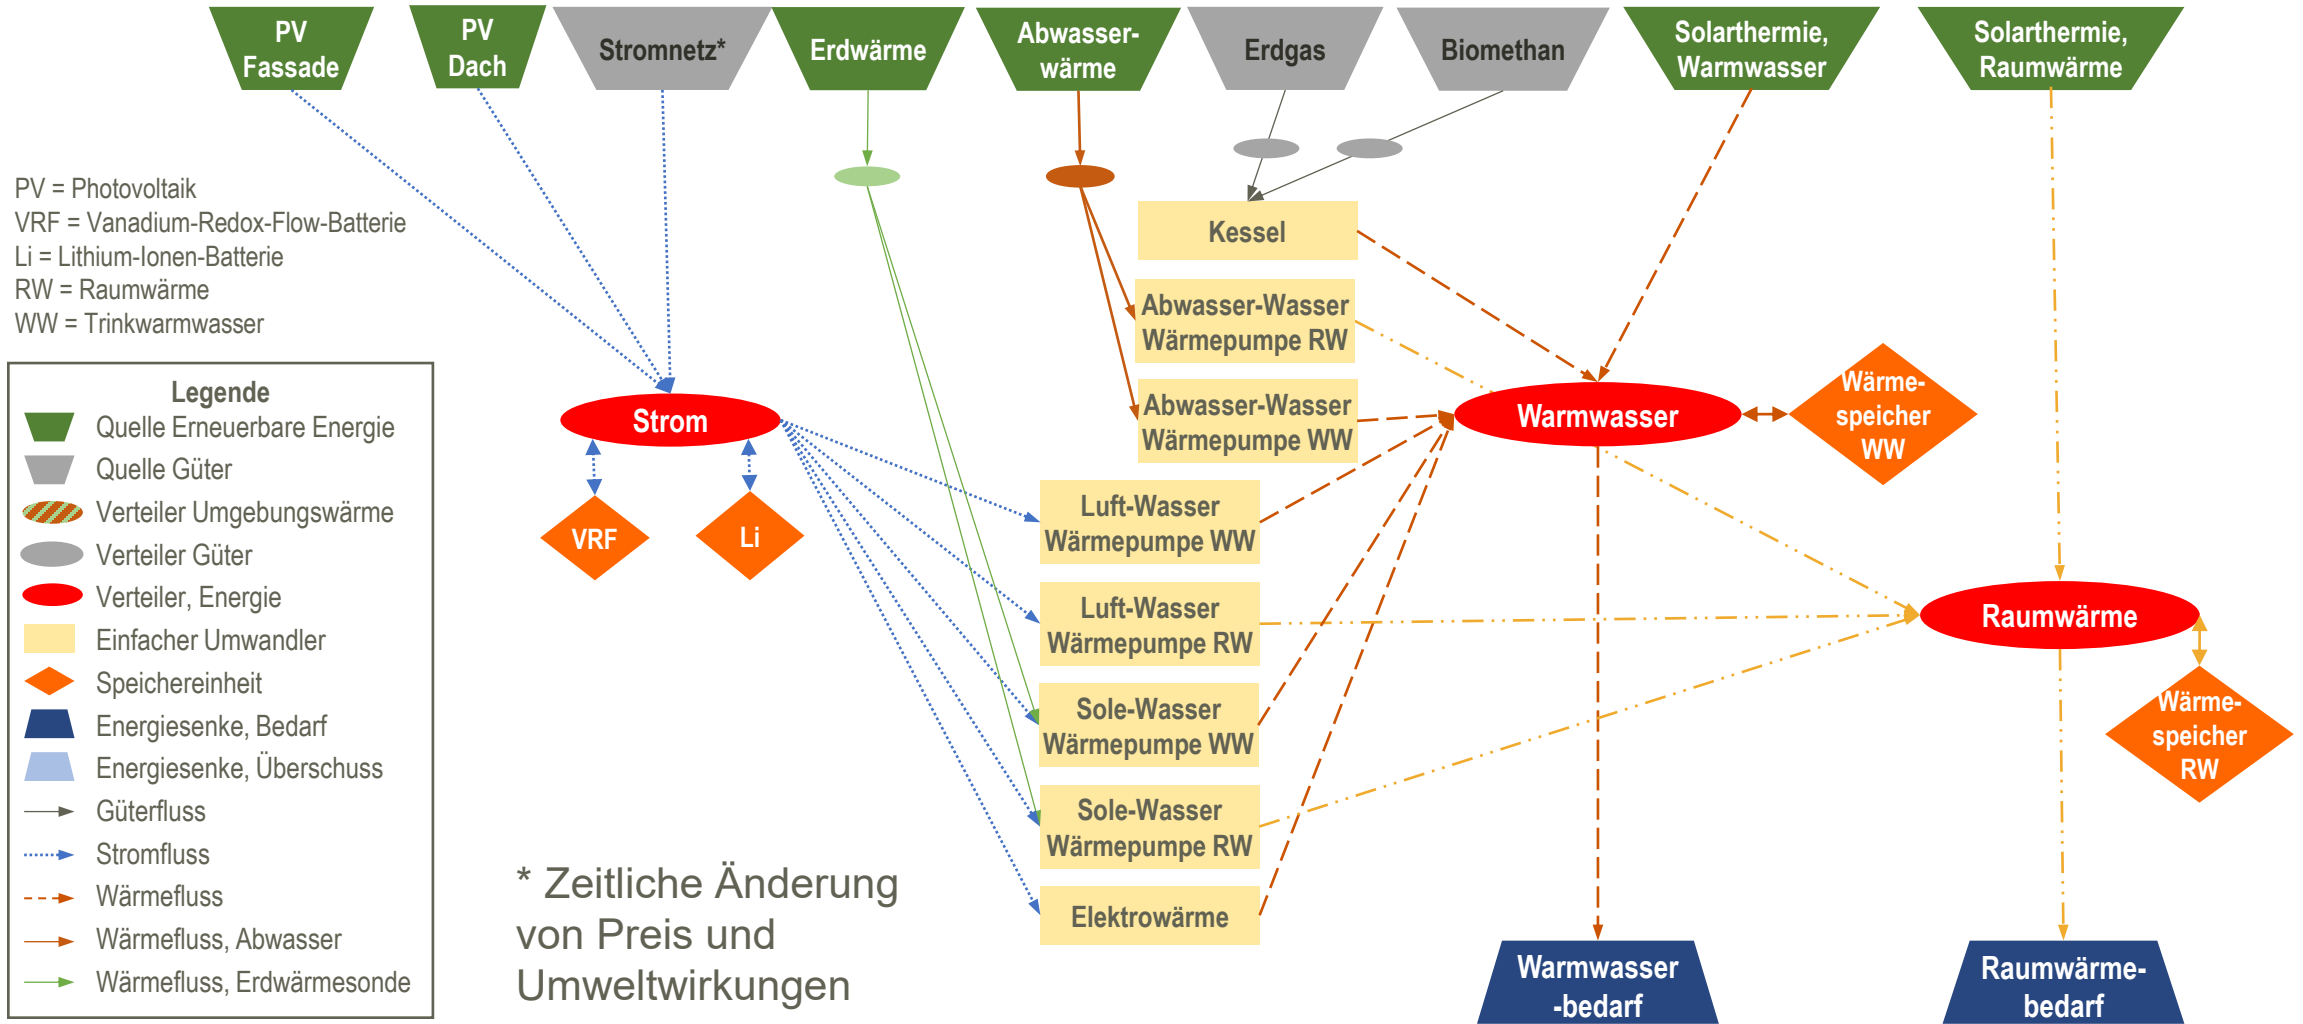 PV
Fassade
PV
Dach
Stromnetz*
Erdwärme
Abwasser-
wärme
Erdgas
Biomethan
Solarthermie,
Warmwasser
Solarthermie,
Raumwärme
PV = Photovoltaik
VRF = Vanadium-Redox-Flow-Batterie
Li = Lithium-Ionen-Batterie
RW = Raumwärme
WW = Trinkwarmwasser
Legende
Quelle Erneuerbare Energie
Quelle Güter
Verteiler Umgebungswärme
Verteiler Güter
Verteiler, Energie
Einfacher Umwandler
Speichereinheit
Energiesenke, Bedarf
Energiesenke, Überschuss
Güterfluss
Stromfluss
Wärmefluss
Wärmefluss, Abwasser
Wärmefluss, Erdwärmesonde
Strom
VRF
Li
Kessel
Abwasser-Wasser
Wärmepumpe RW
Abwasser-Wasser
Wärmepumpe WW
Luft-Wasser
Wärmepumpe WW
Luft-Wasser
Wärmepumpe RW
Sole-Wasser
Wärmepumpe WW
Sole-Wasser
Wärmepumpe RW
Elektrowärme
Warmwasser
Wärme-
speicher
WW
Raumwärme
Wärme-
speicher
RW
* Zeitliche Änderung
von Preis und
Umweltwirkungen
Warmwasser
-bedarf
Raumwärme-
bedarf